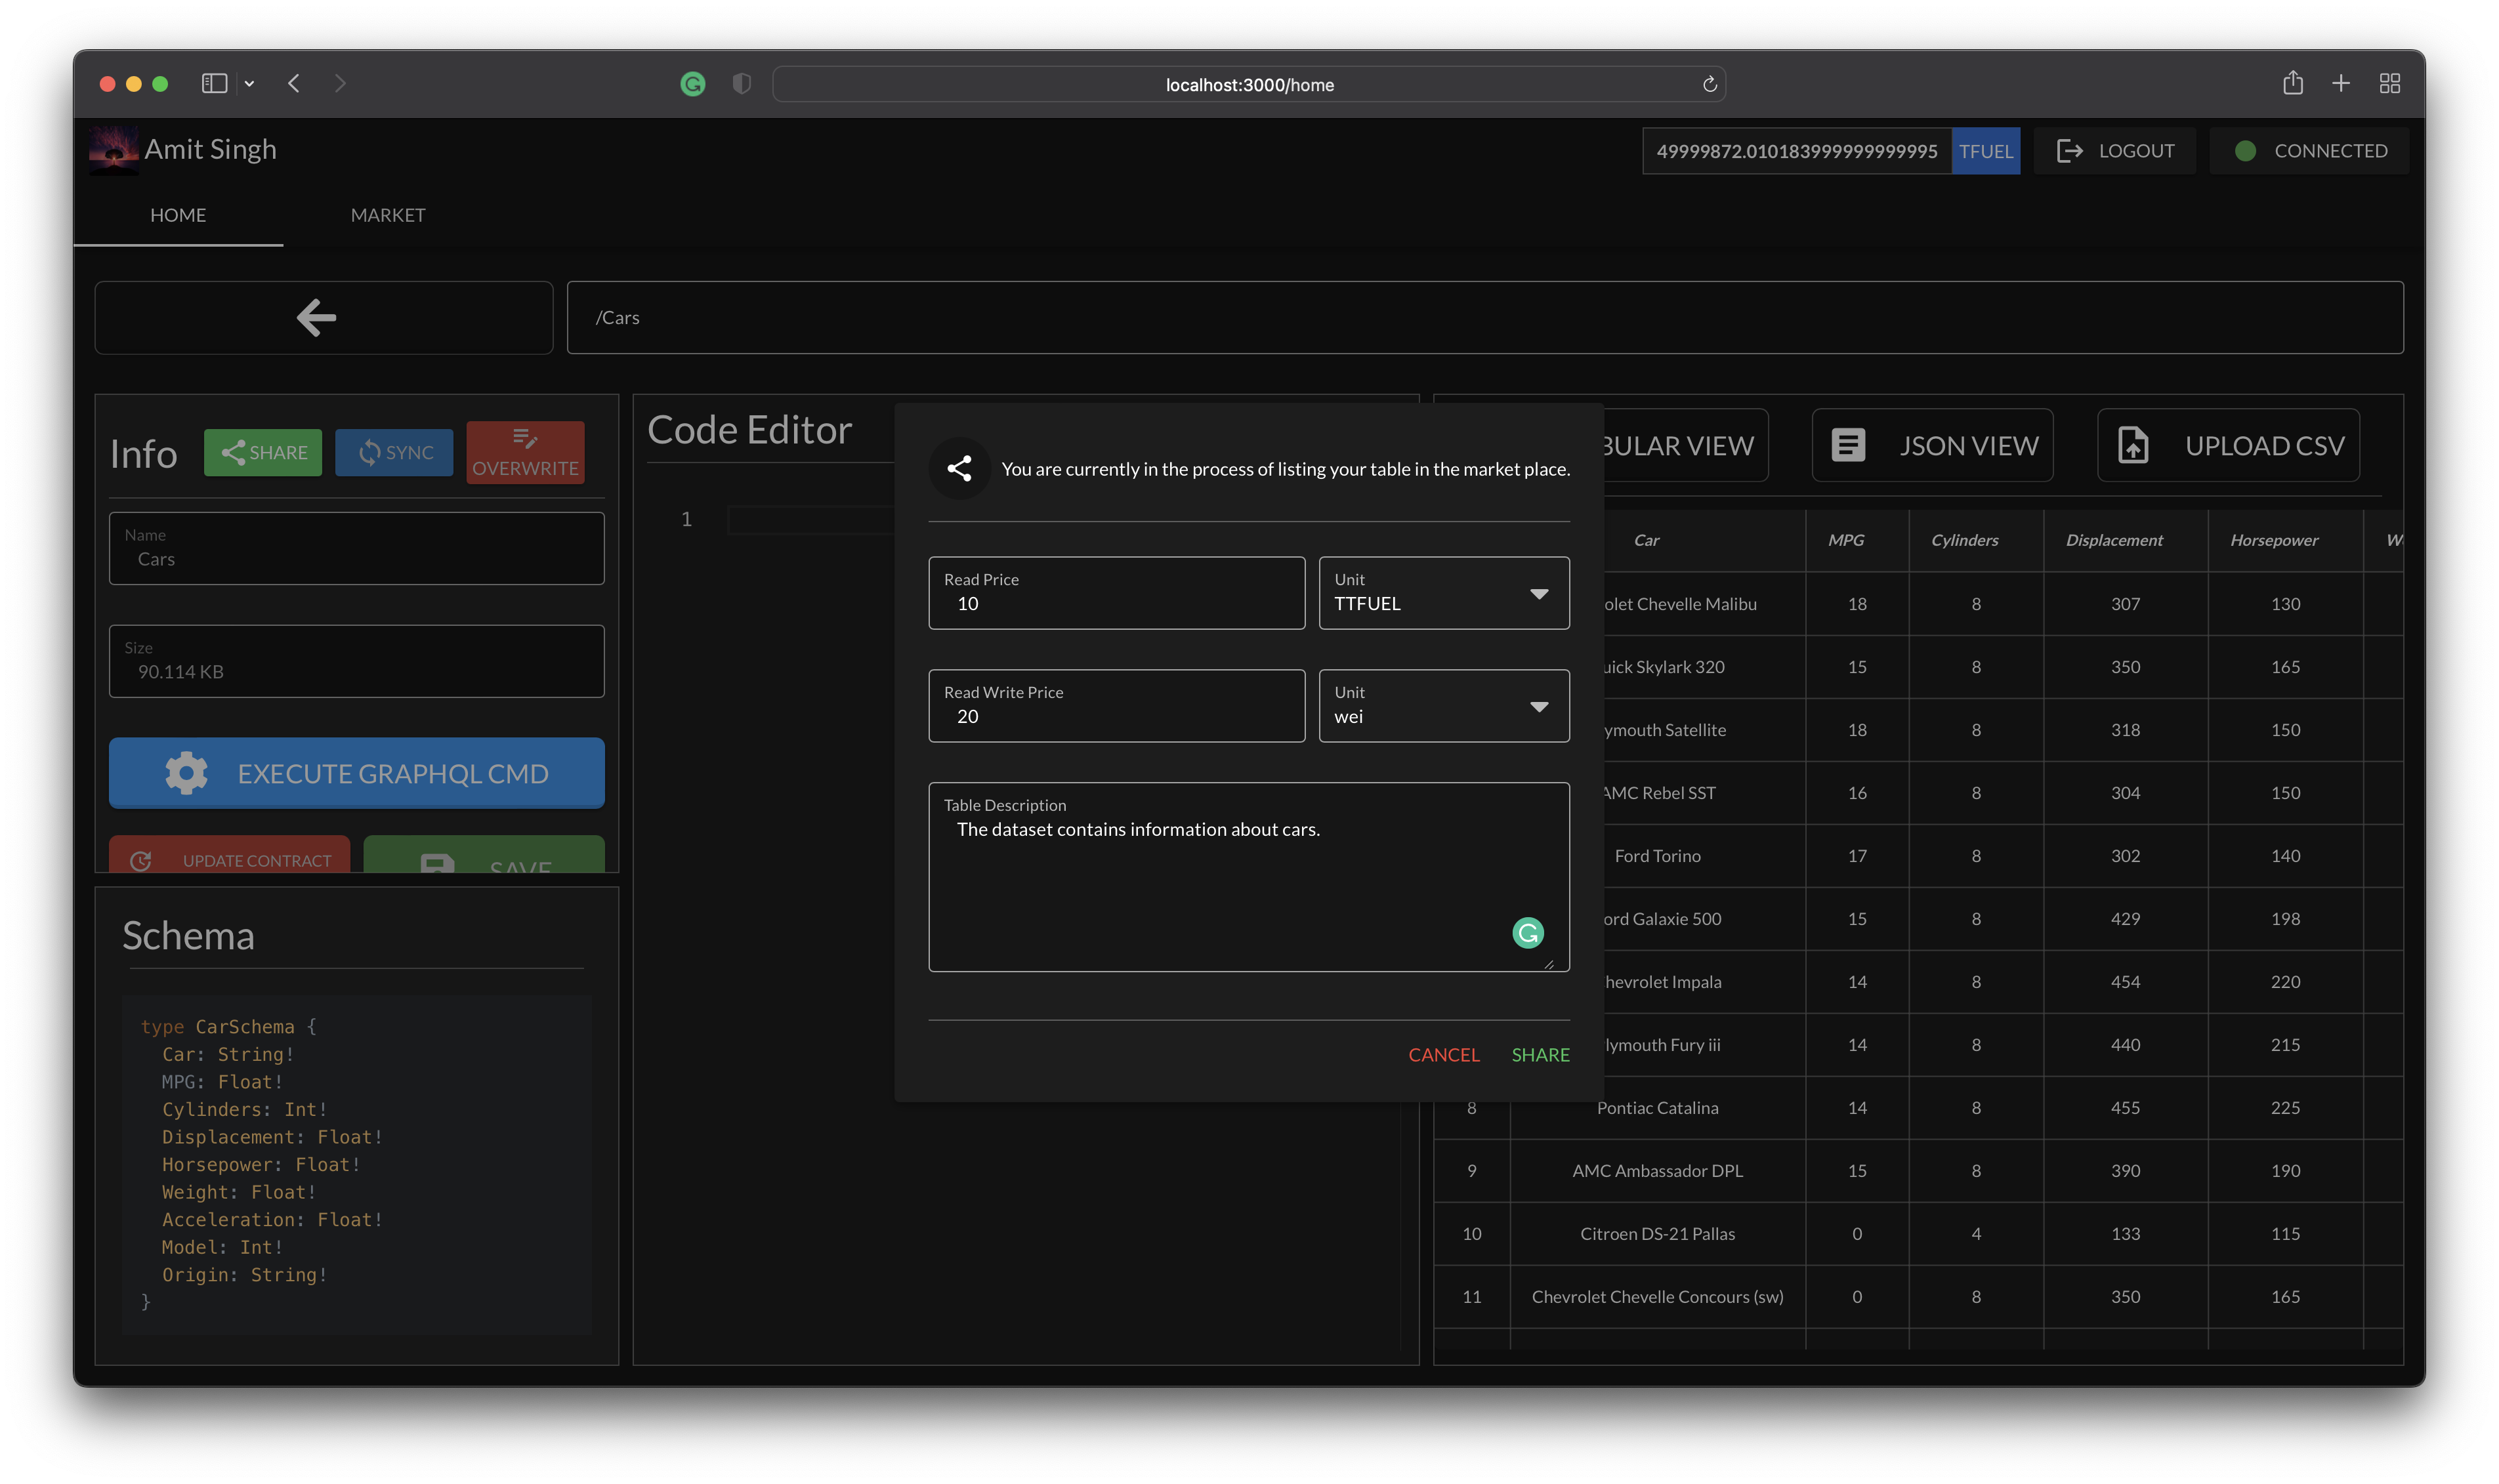 localhost:3000/home
Amit Singh
49999872.010183999999999995 TFUEL
LOGOUT
CONNECTED
HOME
MARKET
/Cars
Info
SHARE
SYNC
OVERWRITE
Name
Cars
Size
90.114 KB
EXECUTE GRAPHQL CMD
UPDATE CONTRACT
SAVE
Schema
type CarSchema {
Car: String!
MPG: Float!
Cylinders: Int!
Displacement: Float!
Horsepower: Float!
Weight: Float!
Acceleration: Float!
Model: Int!
Origin: String!
}
Code Editor
1
You are currently in the process of listing your table in the market place.
Read Price
10
Unit
TTFUEL
Read Write Price
20
Unit
wei
Table Description
The dataset contains information about cars.
CANCEL
SHARE
VIEW
JSON VIEW
UPLOAD CSV
Car MPG Cylinders Displacement Horsepower
Chevelle Malibu 18 8 307 130
Skylark 320 15 8 350 165
Satellite 18 8 318 150
AMC Rebel SST 16 8 304 150
Ford Torino 17 8 302 140
Galaxie 500 15 8 429 198
Impala 14 8 454 220
Fury iii 14 8 440 215
8 Pontiac Catalina 14 8 455 225
9 AMC Ambassador DPL 15 8 390 190
10 Citroen DS-21 Pallas 0 4 133 115
11 Chevrolet Chevelle Concours (sw) 0 8 350 165